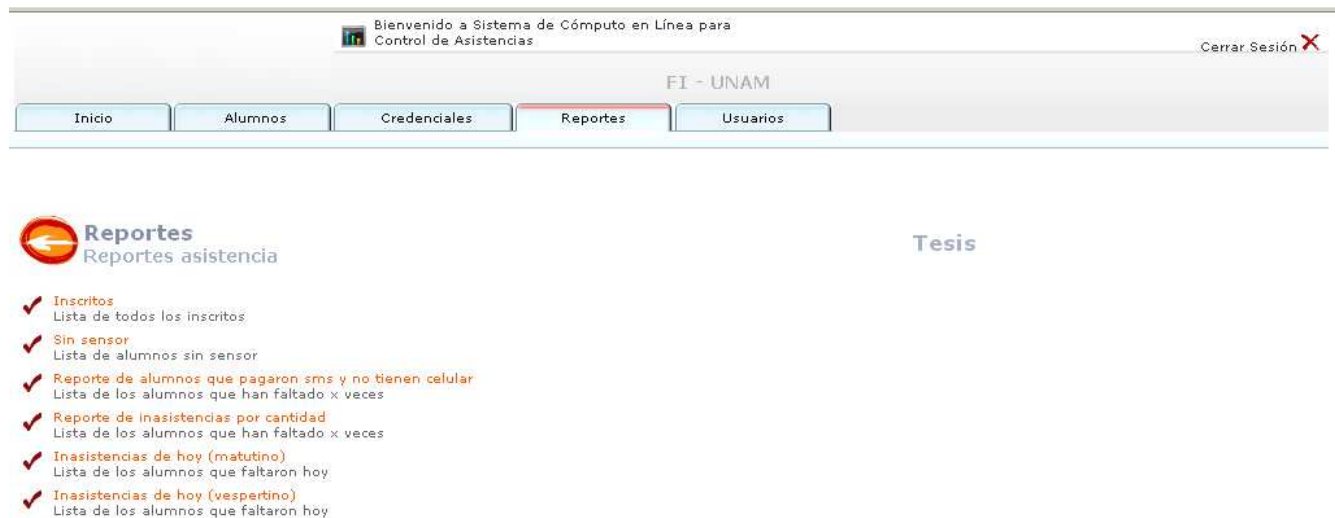 Bienvenido a Sistema de Cómputo en Línea para
Control de Asistencias
Cerrar Sesión
FI - UNAM
Inicio
Alumnos
Credenciales
Reportes
Usuarios
Reportes
Reportes asistencia
Tesis
Inscritos
Lista de todos los inscritos
Sin sensor
Lista de alumnos sin sensor
Reporte de alumnos que pagaron sms y no tienen celular
Lista de los alumnos que han faltado x veces
Reporte de inasistencias por cantidad
Lista de los alumnos que han faltado x veces
Inasistencias de hoy (matutino)
Lista de los alumnos que faltaron hoy
Inasistencias de hoy (vespertino)
Lista de los alumnos que faltaron hoy